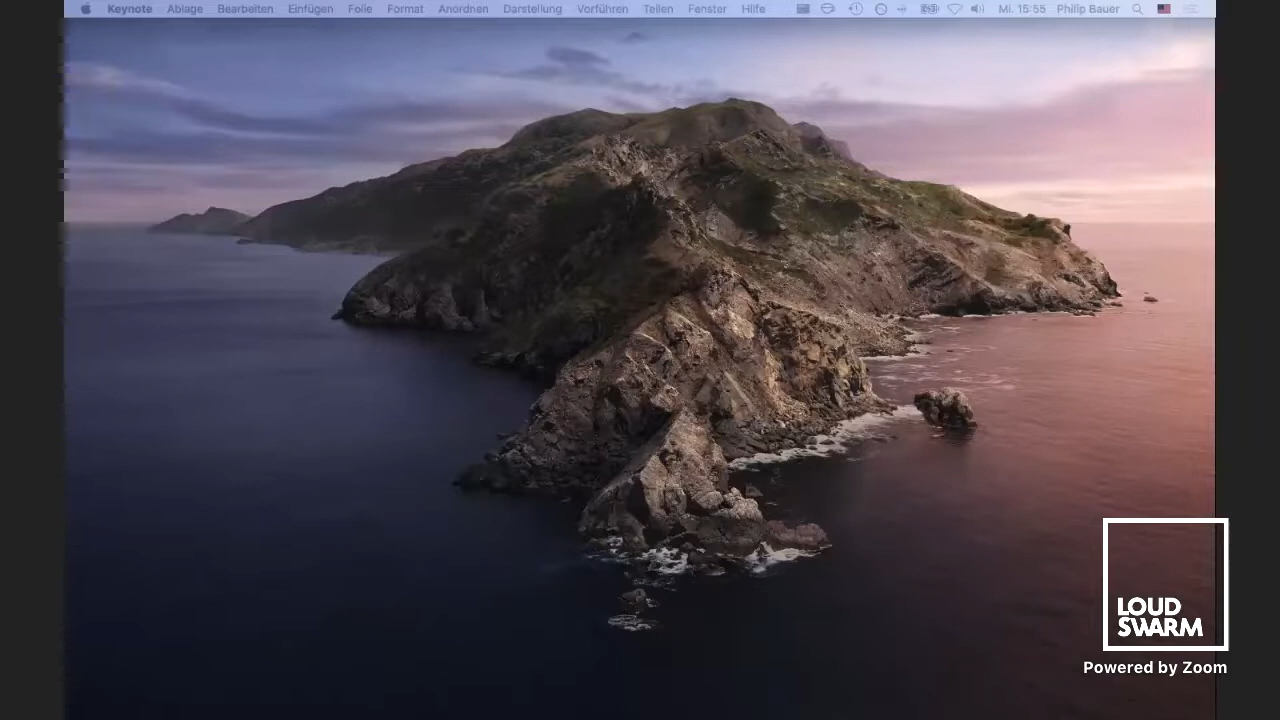 Keynote Ablage Bearbeiten Einfügen Folie Format Anordnen Darstellung Vorführen Teilen Fenster Hilfe Mi. 15:55 Philip Bauer
LOUD
SWARM
Powered by Zoom